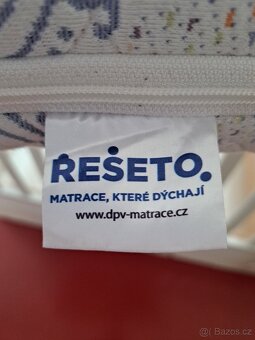 ŘEŠETO.
MATRACE, KTERÉ DÝCHAJÍ
www.dpv-matrace.cz
© Bazos.cz